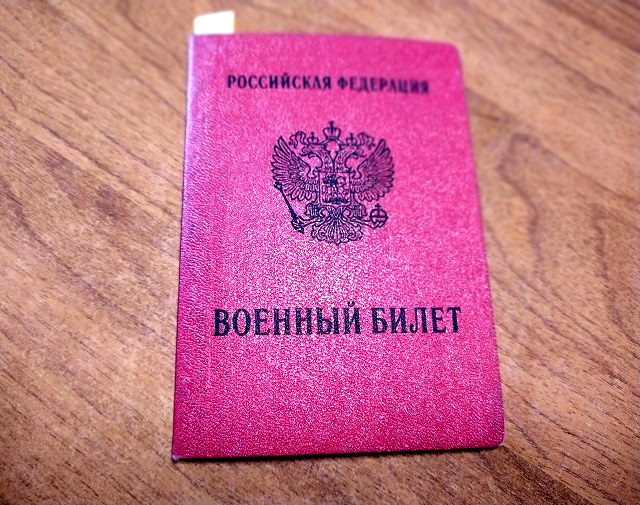 РОССИЙСКАЯ ФЕДЕРАЦИЯ
ВОЕННЫЙ БИЛЕТ